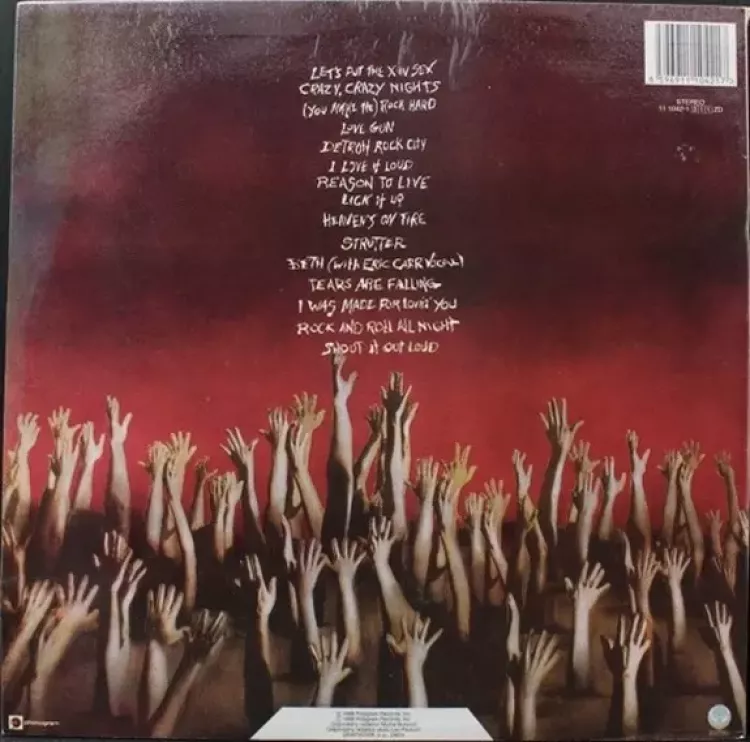 LET'S PUT THE X IN SEX
CRAZY, CRAZY NIGHTS
(YOU MAKE ME) ROCK HARD
LOVE GUN
DETROIT ROCK CITY
I LOVE IT LOUD
REASON TO LIVE
LICK IT UP
HEAVEN'S ON FIRE
STRUTTER
BETH (WITH ERIC CARR VOCAL)
TEARS ARE FALLING
I WAS MADE FOR LOVIN' YOU
ROCK AND ROLL ALL NIGHT
SHOUT IT OUT LOUD
STEREO
phonogram